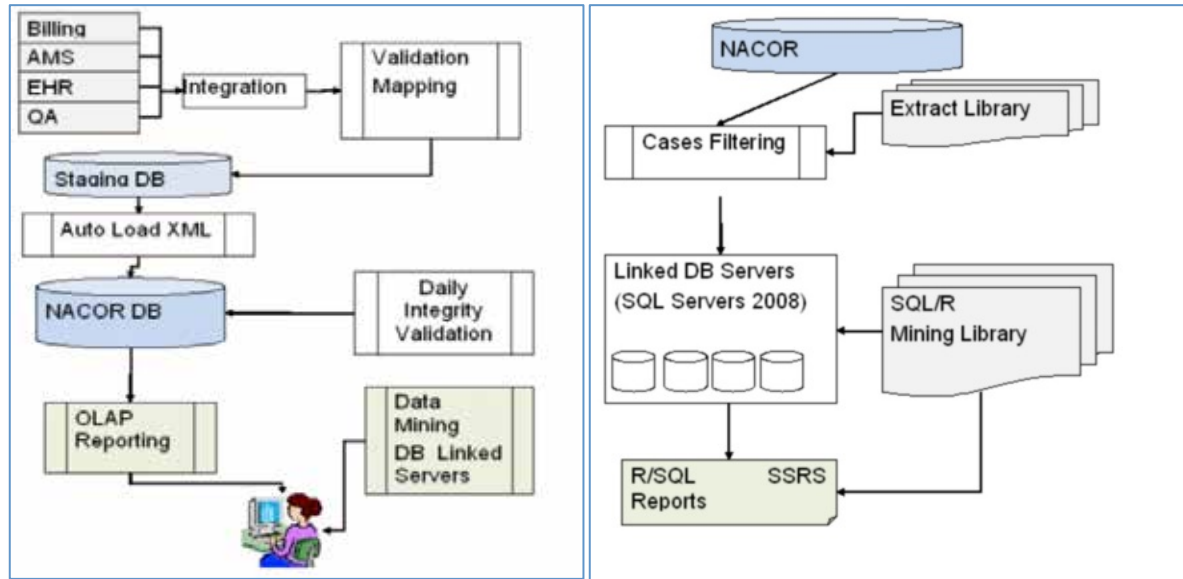 Billing
AMS
EHR
QA
Integration
Validation
Mapping
Staging DB
Auto Load XML
NACOR DB
Daily
Integrity
Validation
OLAP
Reporting
Data
Mining
DB Linked
Servers
NACOR
Extract Library
Cases Filtering
Linked DB Servers
(SQL Servers 2008)
SQL/R
Mining Library
R/SQL SSRS
Reports